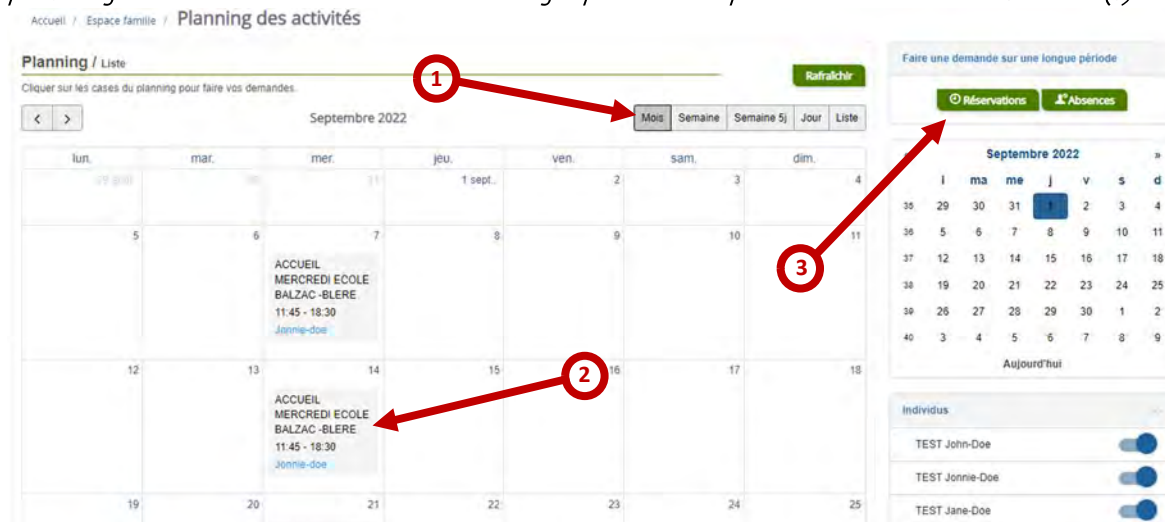 Accueil / Espace famille / Planning des activités
Planning / Liste
Rafraîchir
Cliquer sur les cases du planning pour faire vos demandes.
1
< >
Septembre 2022
Mois Semaine Semaine 5j Jour Liste
lun. mar. mer. jeu. ven. sam. dim.
30 31 1 sept. 2 3 4
5 6 7 8 9 10 11
ACCUEIL
MERCREDI ECOLE
BALZAC -BLERE
11:45 - 18:30
Jonnie-doe
12 13 14 15 16 17 18
2
ACCUEIL
MERCREDI ECOLE
BALZAC -BLERE
11:45 - 18:30
Jonnie-doe
19 20 21 22 23 24 25
Faire une demande sur une longue période
Réservations Absences
« Septembre 2022 »
l ma me j v s d
35 29 30 31 1 2 3 4
36 5 6 7 8 9 10 11
3
37 12 13 14 15 16 17 18
38 19 20 21 22 23 24 25
39 26 27 28 29 30 1 2
40 3 4 5 6 7 8 9
Aujourd'hui
Individus
TEST John-Doe
TEST Jonnie-Doe
TEST Jane-Doe